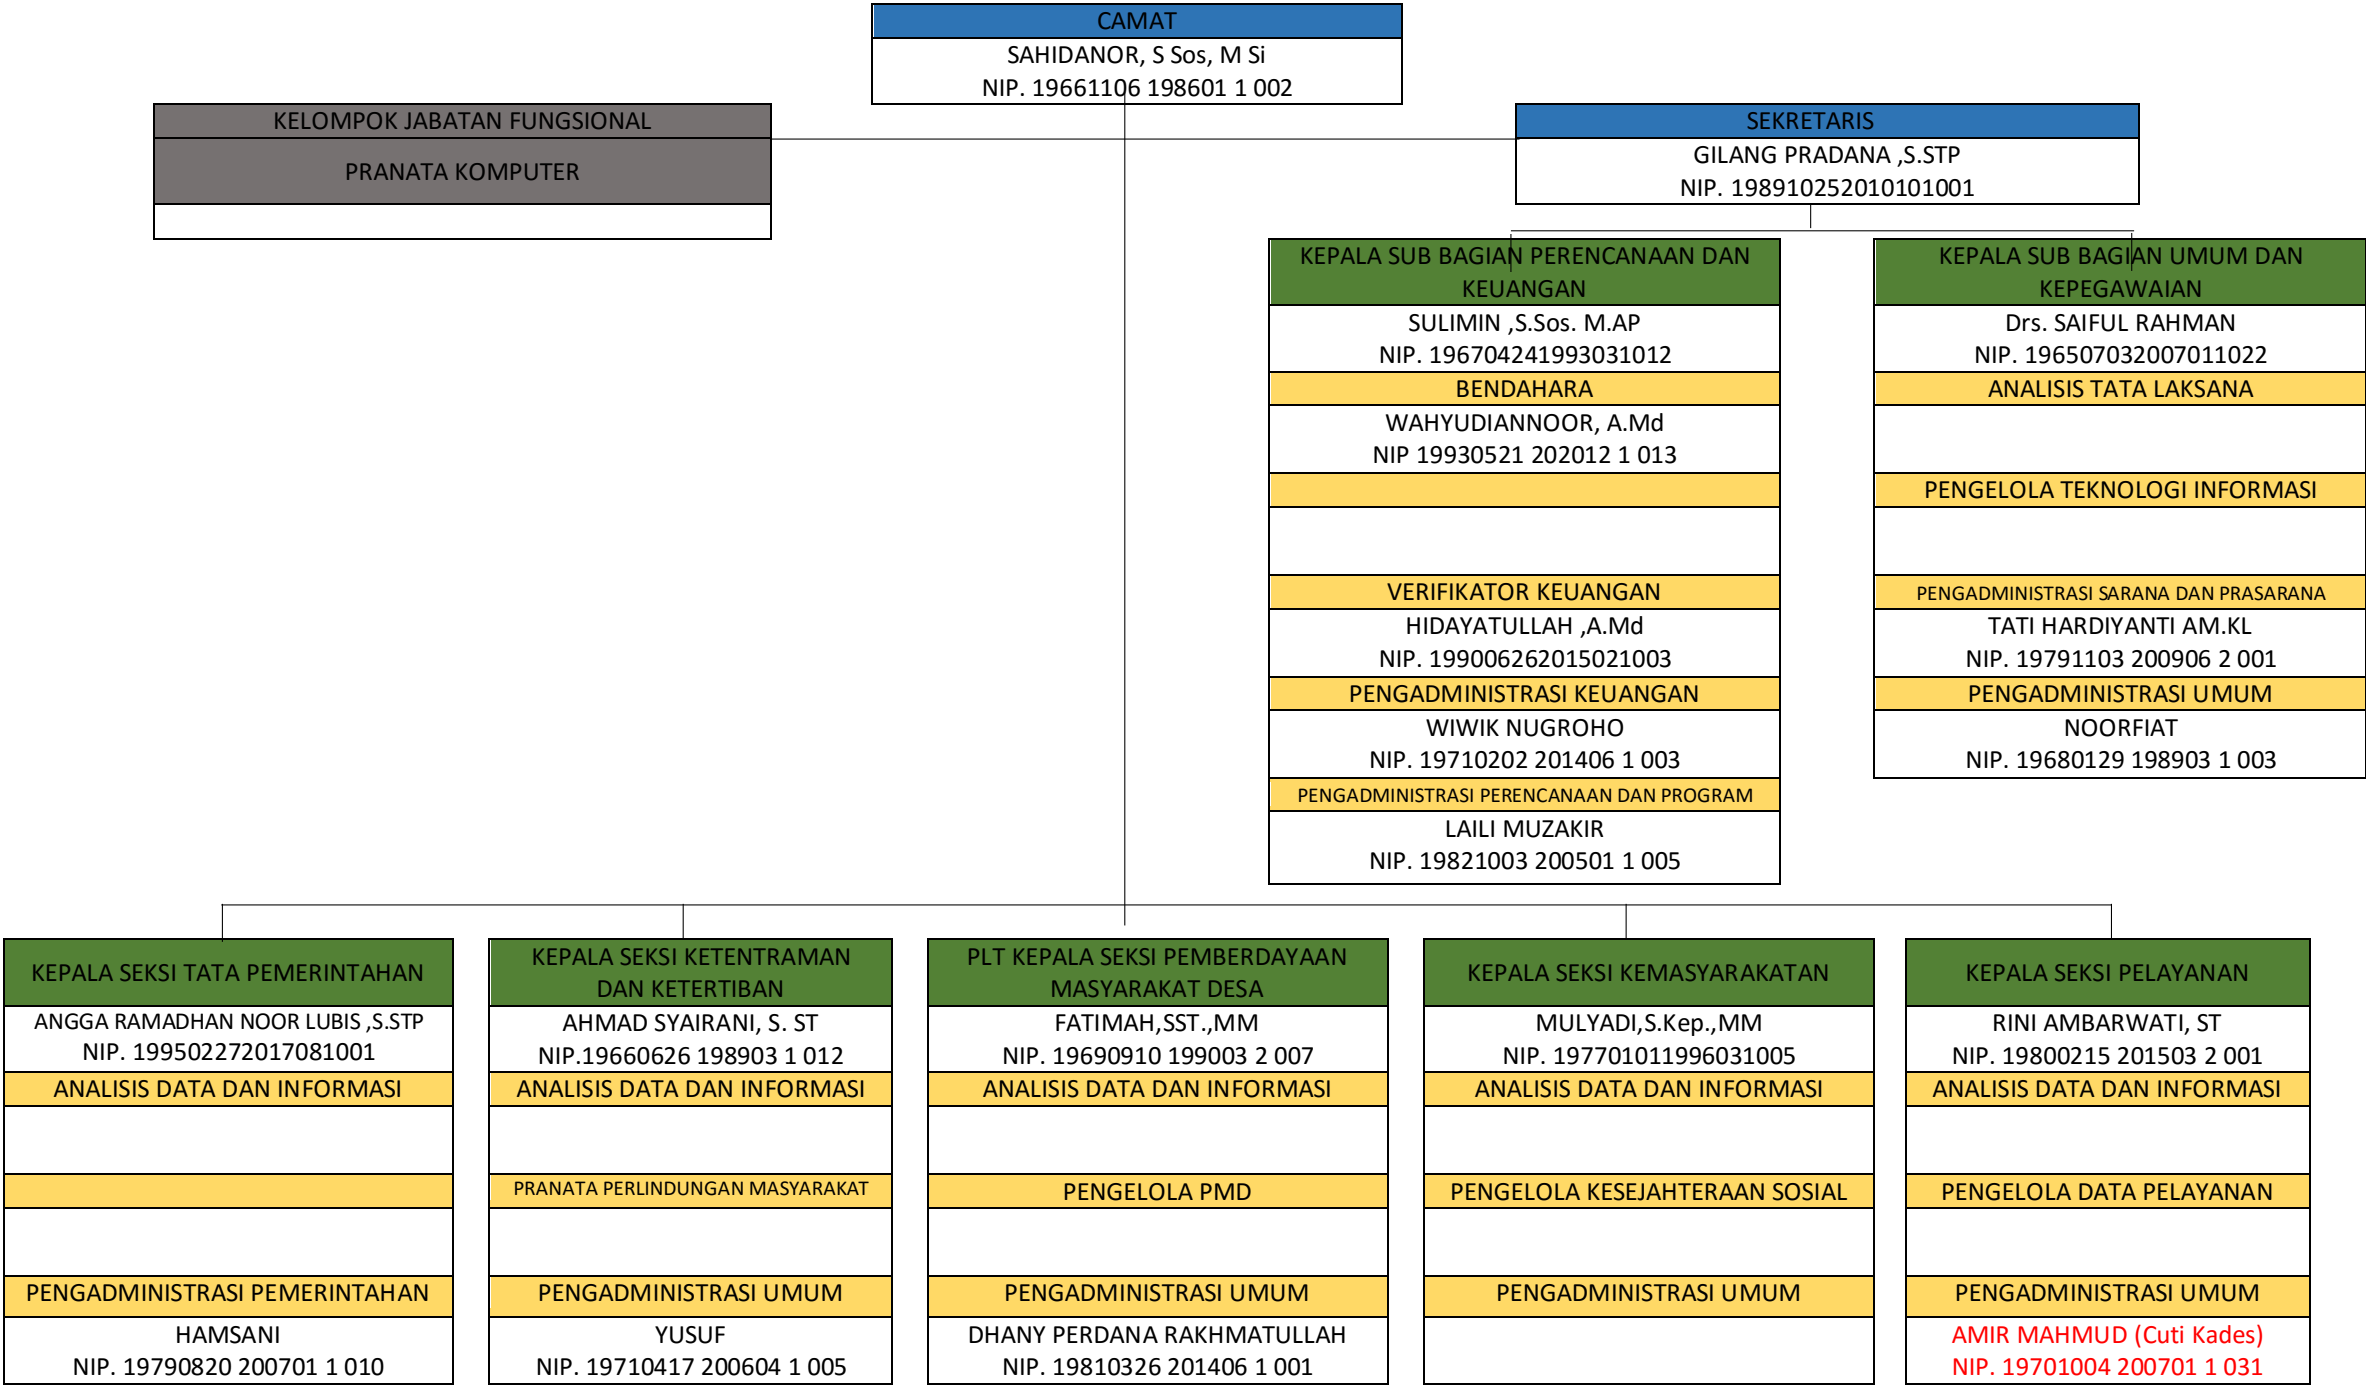 CAMAT
SAHIDANOR, S Sos, M Si
NIP. 19661106 198601 1 002
KELOMPOK JABATAN FUNGSIONAL
PRANATA KOMPUTER
SEKRETARIS
GILANG PRADANA ,S.STP
NIP. 198910252010101001
KEPALA SUB BAGIAN PERENCANAAN DAN
KEUANGAN
SULIMIN ,S.Sos. M.AP
NIP. 196704241993031012
BENDAHARA
WAHYUDIANNOOR, A.Md
NIP 19930521 202012 1 013
VERIFIKATOR KEUANGAN
HIDAYATULLAH ,A.Md
NIP. 199006262015021003
PENGADMINISTRASI KEUANGAN
WIWIK NUGROHO
NIP. 19710202 201406 1 003
PENGADMINISTRASI PERENCANAAN DAN PROGRAM
LAILI MUZAKIR
NIP. 19821003 200501 1 005
KEPALA SUB BAGIAN UMUM DAN
KEPEGAWAIAN
Drs. SAIFUL RAHMAN
NIP. 196507032007011022
ANALISIS TATA LAKSANA
PENGELOLA TEKNOLOGI INFORMASI
PENGADMINISTRASI SARANA DAN PRASARANA
TATI HARDIYANTI AM.KL
NIP. 19791103 200906 2 001
PENGADMINISTRASI UMUM
NOORFIAT
NIP. 19680129 198903 1 003
KEPALA SEKSI TATA PEMERINTAHAN
ANGGA RAMADHAN NOOR LUBIS ,S.STP
NIP. 199502272017081001
ANALISIS DATA DAN INFORMASI
PENGADMINISTRASI PEMERINTAHAN
HAMSANI
NIP. 19790820 200701 1 010
KEPALA SEKSI KETENTRAMAN
DAN KETERTIBAN
AHMAD SYAIRANI, S. ST
NIP.19660626 198903 1 012
ANALISIS DATA DAN INFORMASI
PRANATA PERLINDUNGAN MASYARAKAT
PENGADMINISTRASI UMUM
YUSUF
NIP. 19710417 200604 1 005
PLT KEPALA SEKSI PEMBERDAYAAN
MASYARAKAT DESA
FATIMAH,SST.,MM
NIP. 19690910 199003 2 007
ANALISIS DATA DAN INFORMASI
PENGELOLA PMD
PENGADMINISTRASI UMUM
DHANY PERDANA RAKHMATULLAH
NIP. 19810326 201406 1 001
KEPALA SEKSI KEMASYARAKATAN
MULYADI,S.Kep.,MM
NIP. 197701011996031005
ANALISIS DATA DAN INFORMASI
PENGELOLA KESEJAHTERAAN SOSIAL
PENGADMINISTRASI UMUM
KEPALA SEKSI PELAYANAN
RINI AMBARWATI, ST
NIP. 19800215 201503 2 001
ANALISIS DATA DAN INFORMASI
PENGELOLA DATA PELAYANAN
PENGADMINISTRASI UMUM
AMIR MAHMUD (Cuti Kades)
NIP. 19701004 200701 1 031